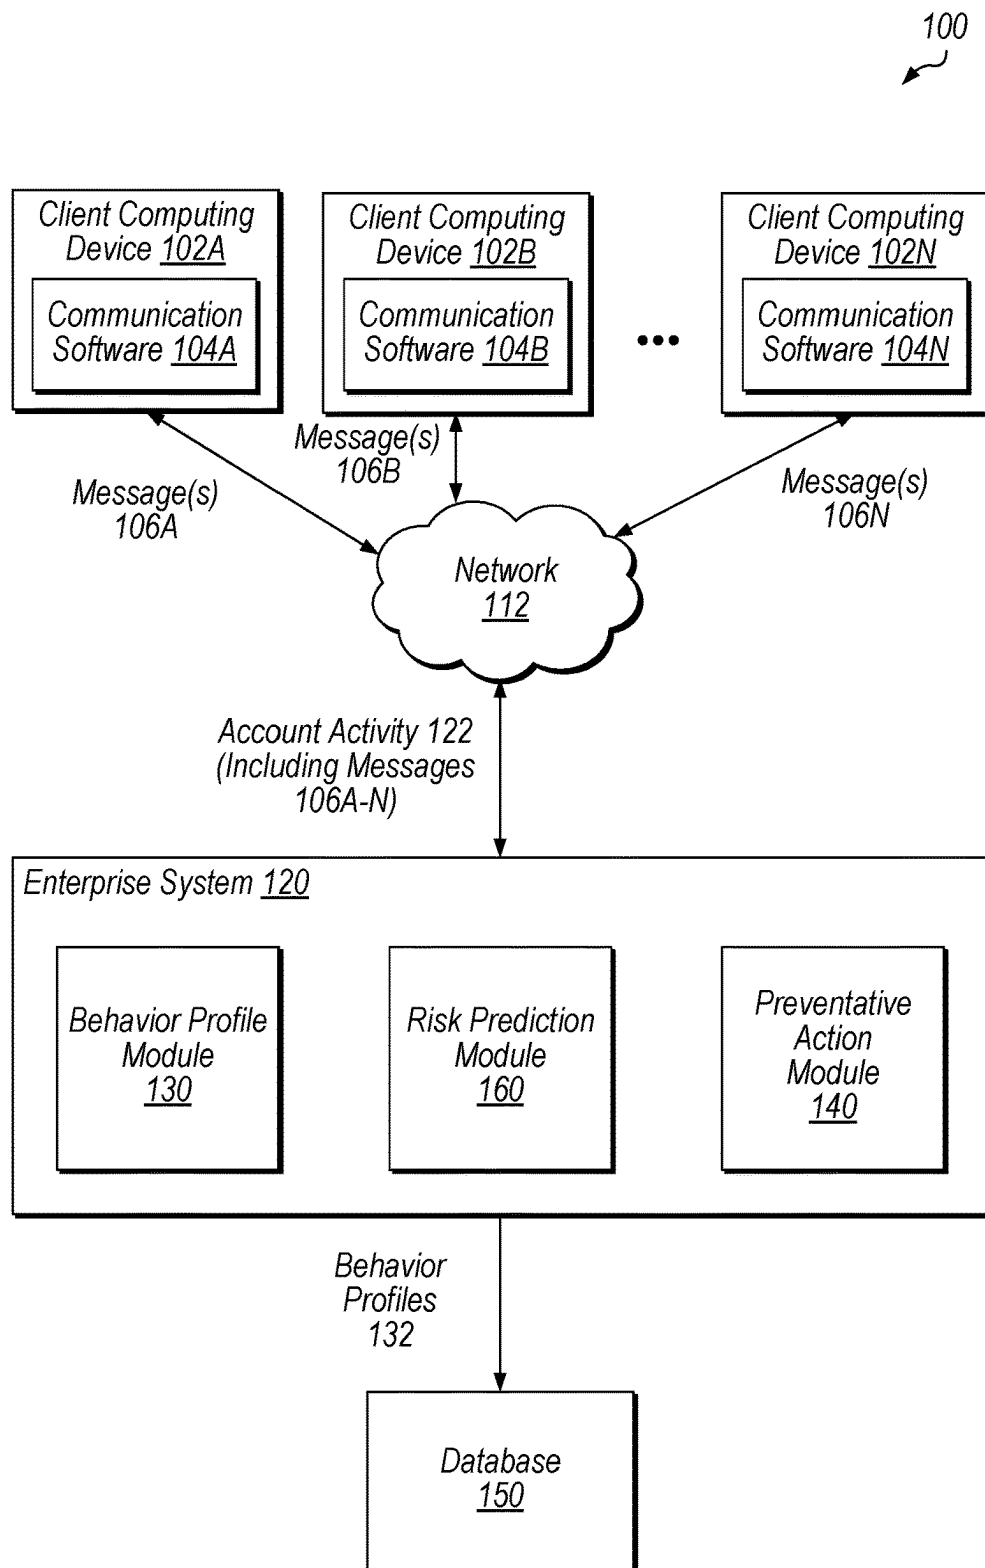 100
Client Computing
Device 102A
Communication
Software 104A
Client Computing
Device 102B
Communication
Software 104B
...
Client Computing
Device 102N
Communication
Software 104N
Message(s)
106A
Message(s)
106B
Message(s)
106N
Network
112
Account Activity 122
(Including Messages
106A-N)
Enterprise System 120
Behavior Profile
Module
130
Risk Prediction
Module
160
Preventative
Action
Module
140
Behavior
Profiles
132
Database
150